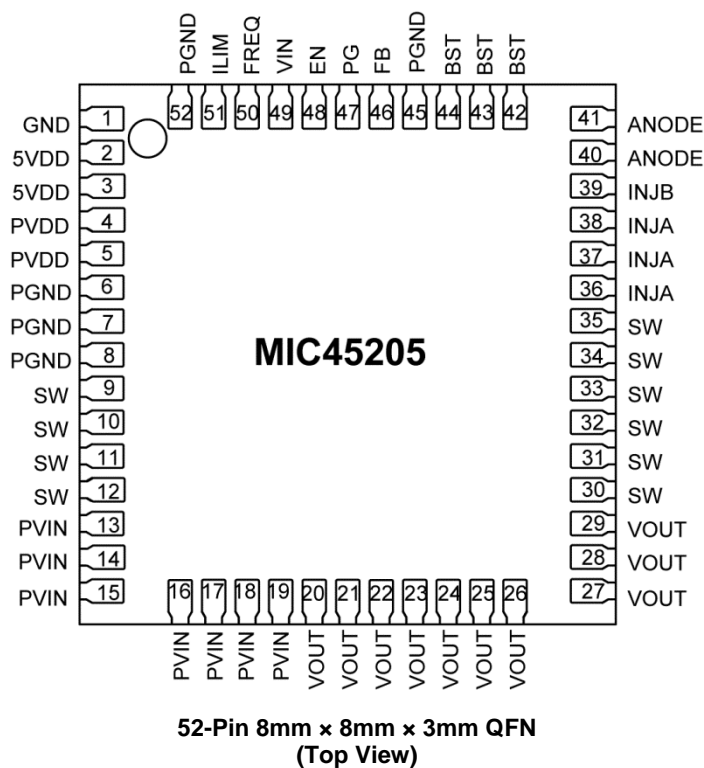 PGND ILIM FREQ VIN EN PG FB PGND BST BST BST
52 51 50 49 48 47 46 45 44 43 42
GND 1
5VDD 2
5VDD 3
PVDD 4
PVDD 5
PGND 6
PGND 7
PGND 8
SW 9
SW 10
SW 11
SW 12
PVIN 13
PVIN 14
PVIN 15
MIC45205
41 ANODE
40 ANODE
39 INJB
38 INJA
37 INJA
36 INJA
35 SW
34 SW
33 SW
32 SW
31 SW
30 SW
29 VOUT
28 VOUT
27 VOUT
16 17 18 19 20 21 22 23 24 25 26
PVIN PVIN PVIN PVIN VOUT VOUT VOUT VOUT VOUT VOUT VOUT
52-Pin 8mm × 8mm × 3mm QFN
(Top View)